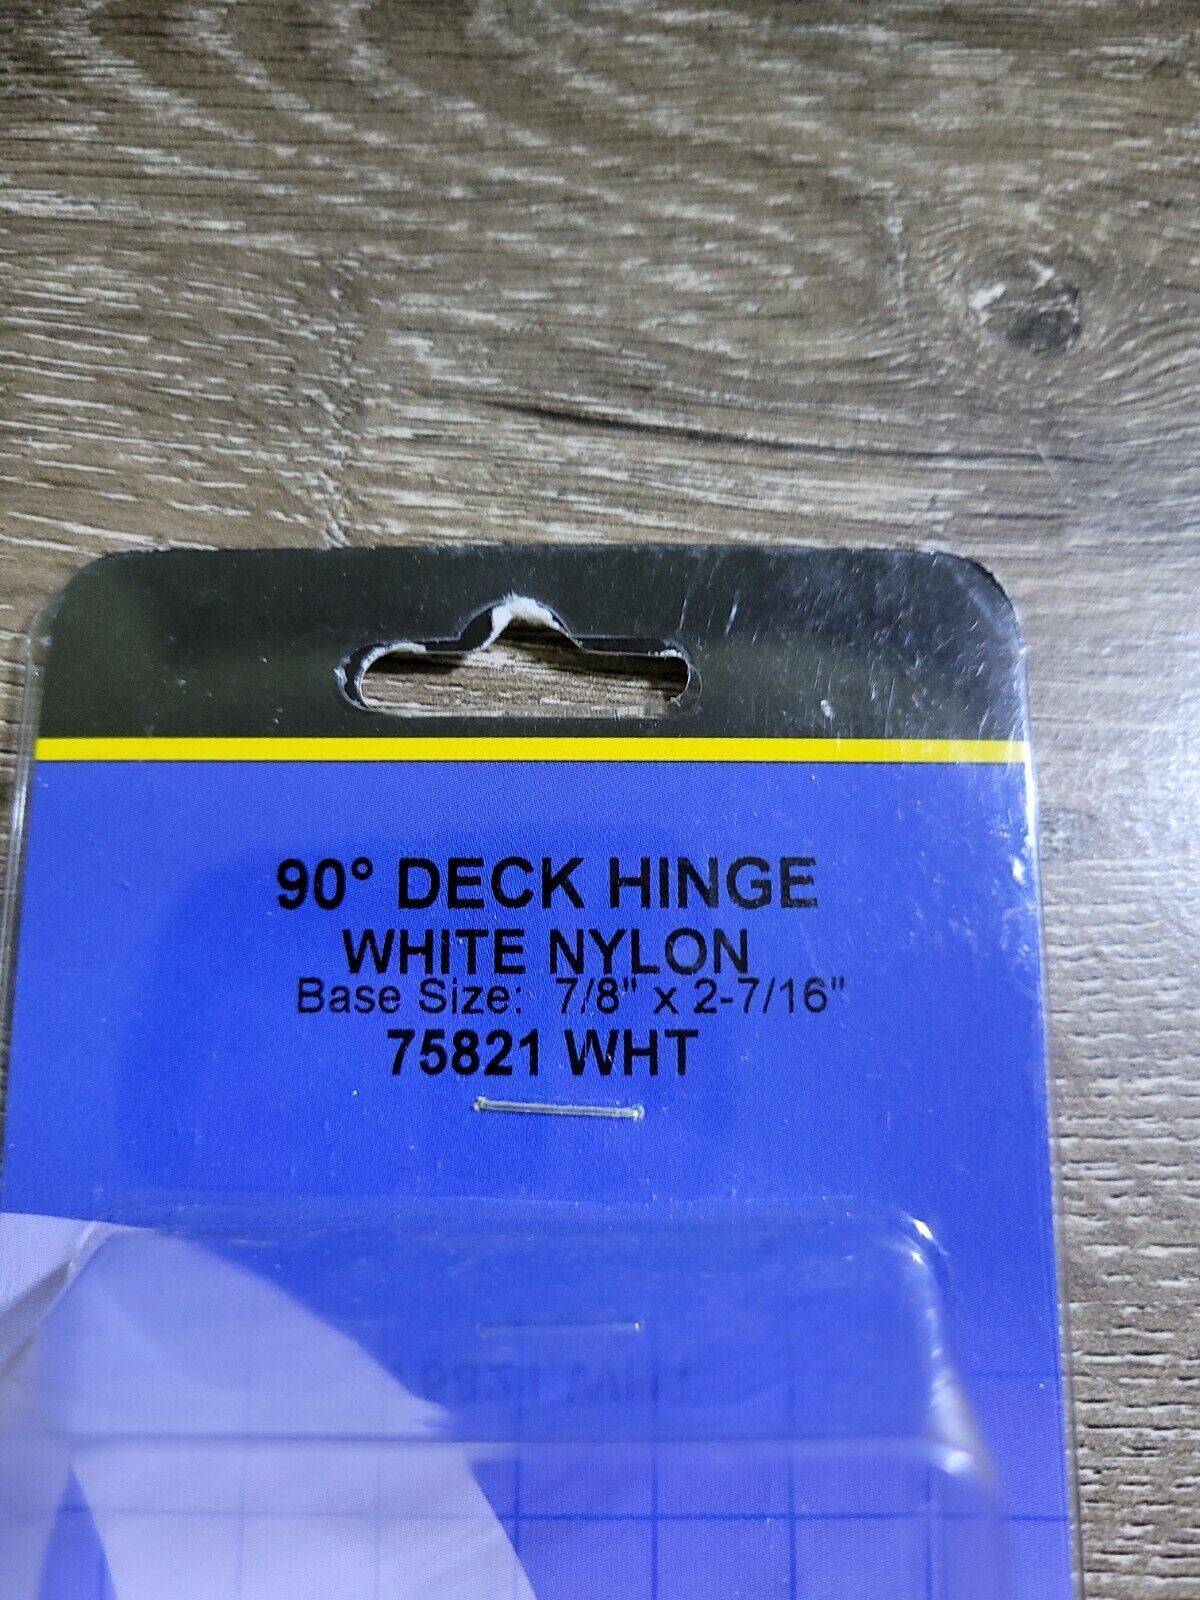 90° DECK HINGE
WHITE NYLON
Base Size: 7/8" x 2-7/16"
75821 WHT